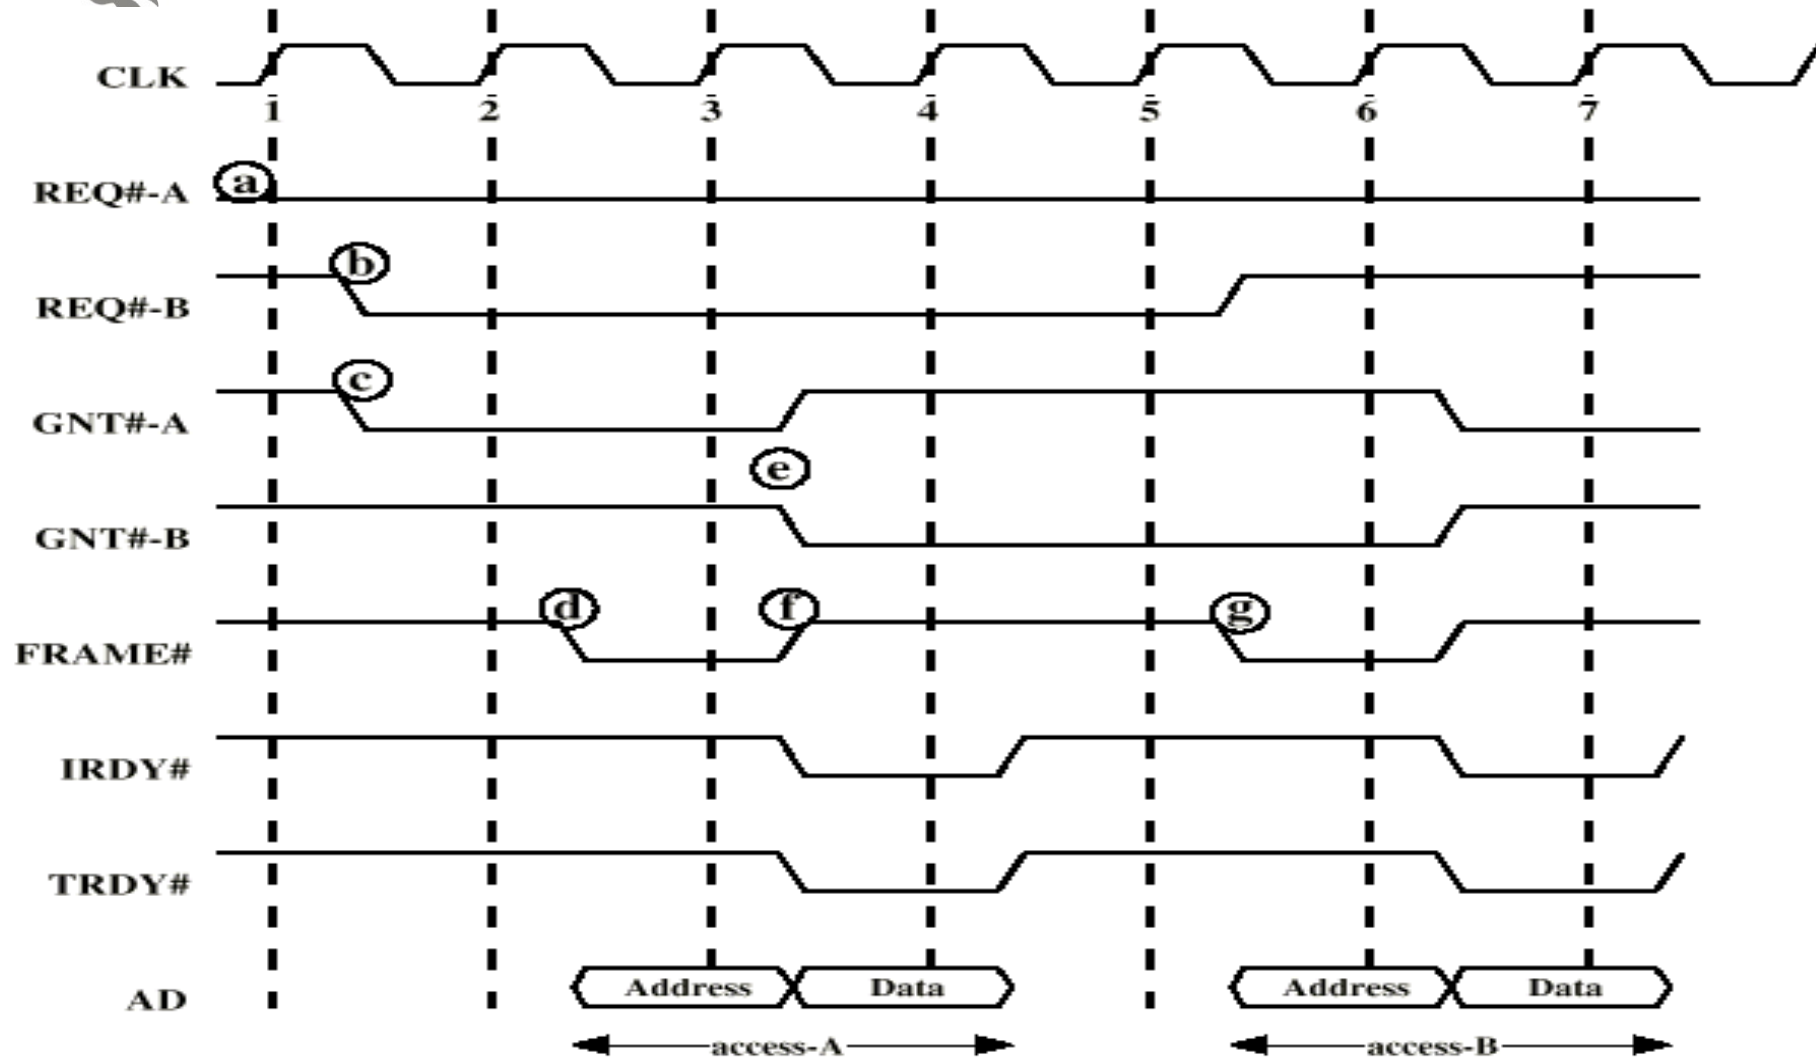 CLK
1 2 3 4 5 6 7
a
REQ#-A
b
REQ#-B
c
GNT#-A
e
GNT#-B
d f g
FRAME#
IRDY#
TRDY#
AD Address Data Address Data
access-A access-B